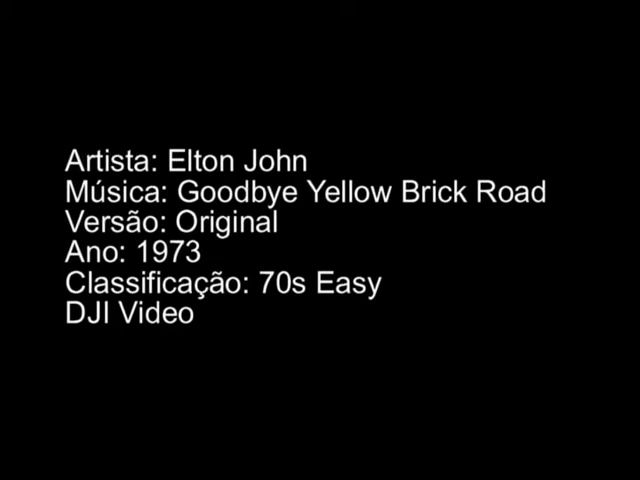 Artista: Elton John
Música: Goodbye Yellow Brick Road
Versão: Original
Ano: 1973
Classificação: 70s Easy
DJI Video